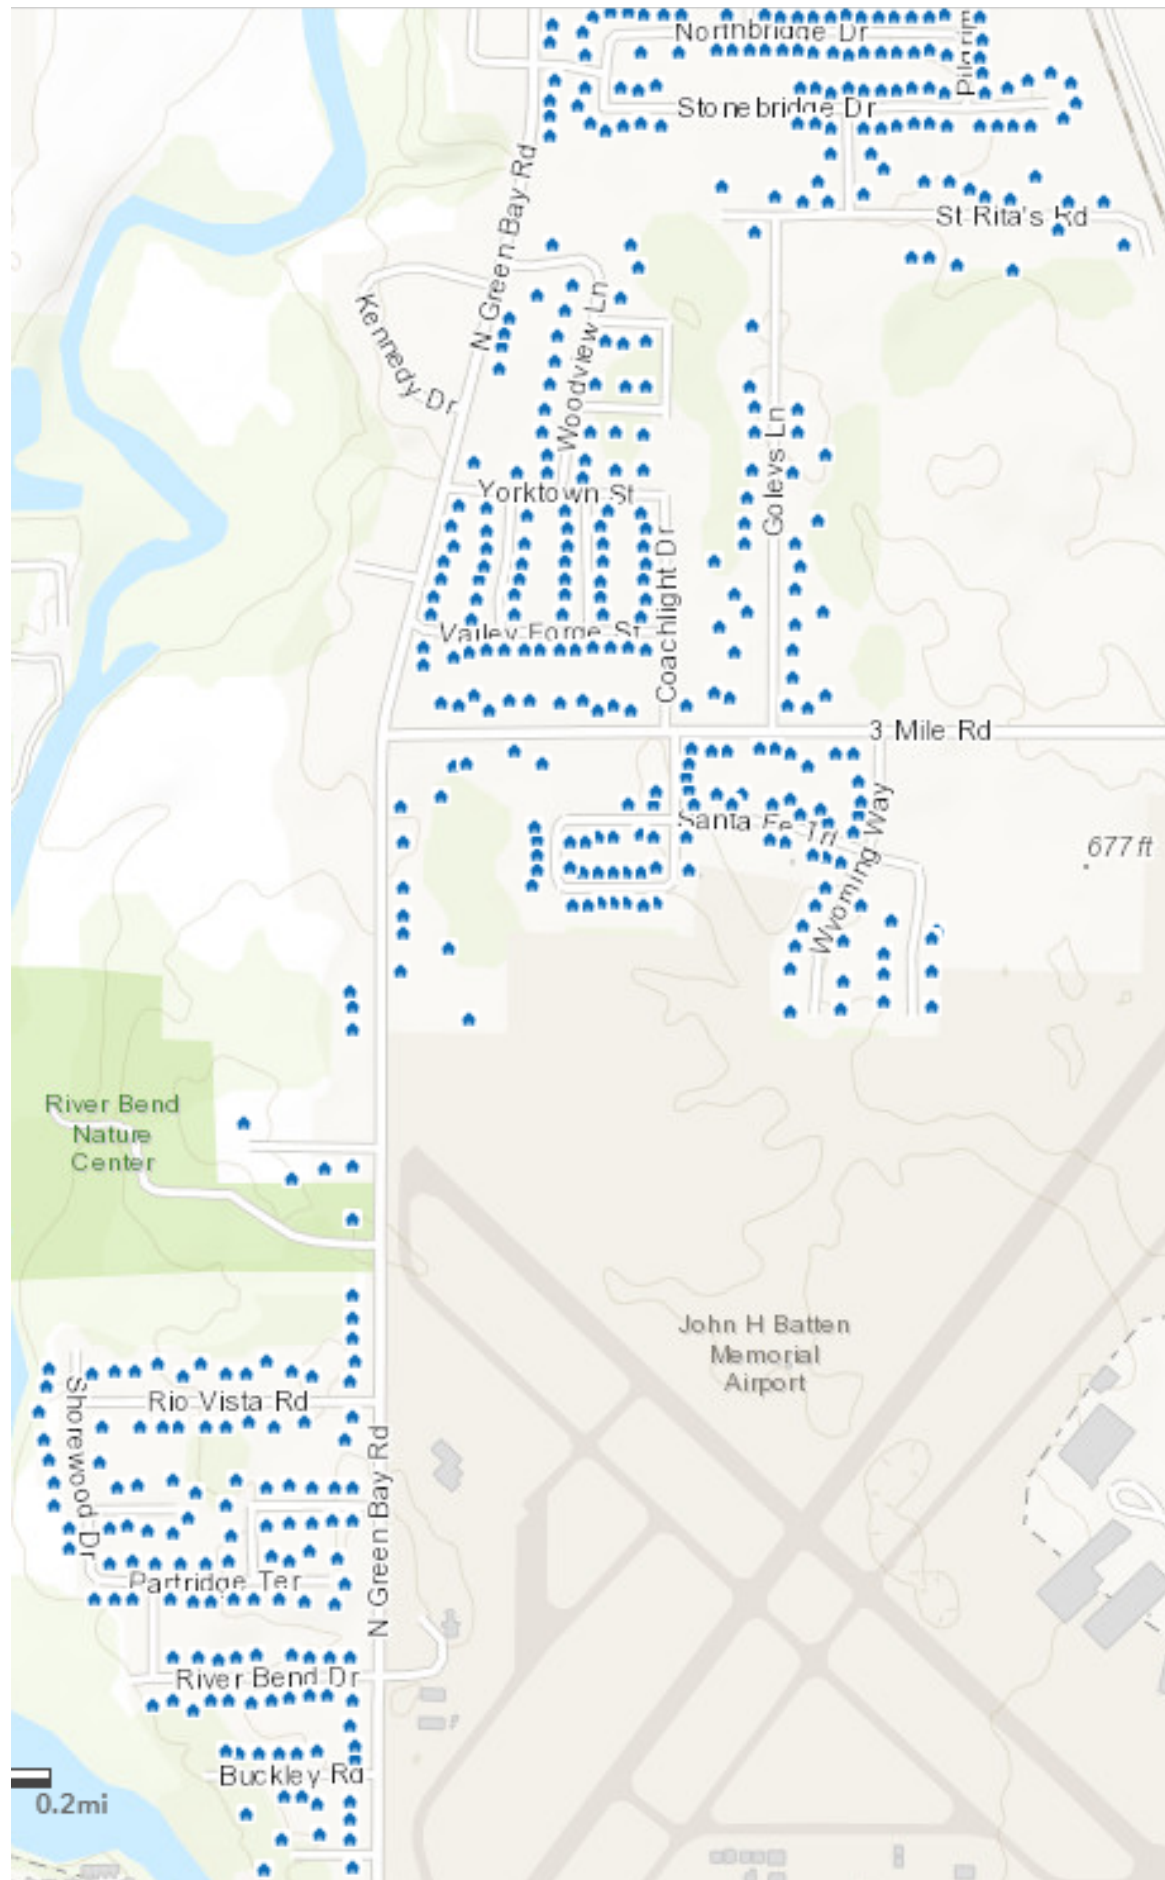 Northbridge Dr
Pilgrim
Stonebridge Dr
N Green Bay Rd
St Rita's Rd
Kennedy Dr
Woodview Ln
Goleys Ln
Yorktown St
Coachlight Dr
Valley Forge St
3 Mile Rd
Santa Fe Trl
Wyoming Way
677 ft
River Bend
Nature
Center
John H Batten
Memorial
Airport
Shorewood Dr
Rio Vista Rd
N Green Bay Rd
Partridge Ter
River Bend Dr
Buckley Rd
0.2mi